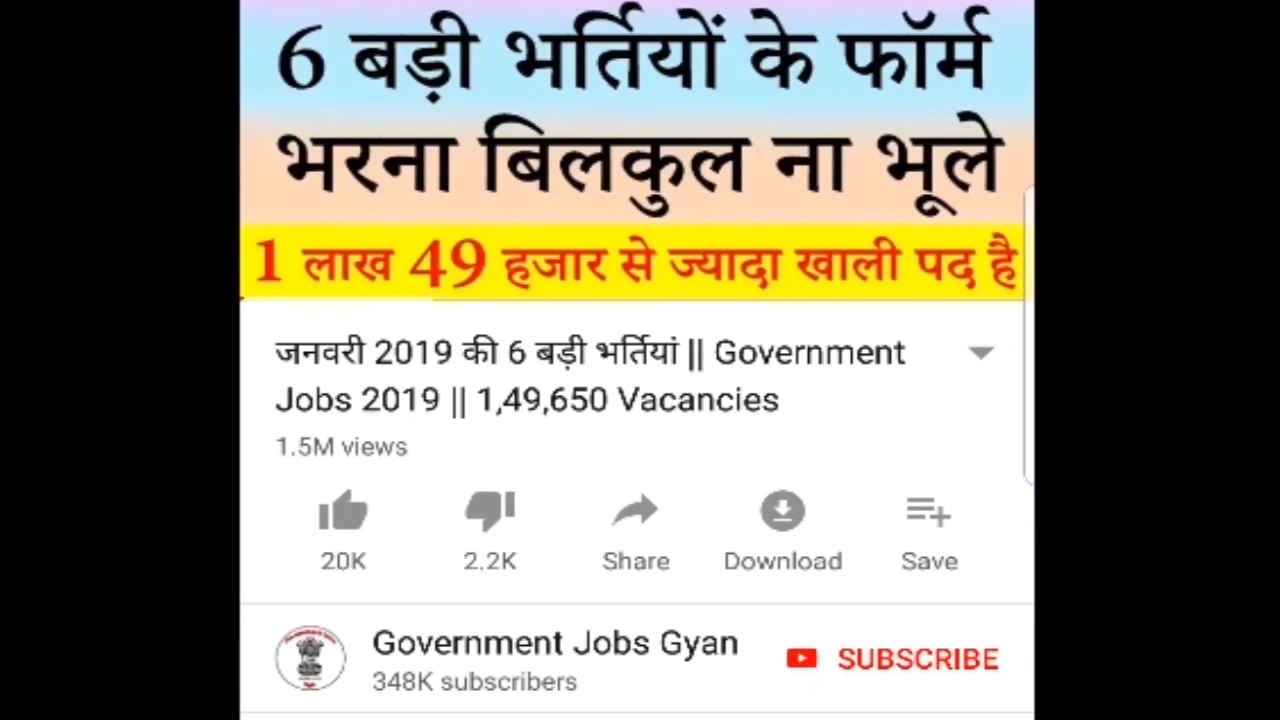 6 बड़ी भर्तियों के फॉर्म
भरना बिलकुल ना भूले
1 लाख 49 हजार से ज्यादा खाली पद है
जनवरी 2019 की 6 बड़ी भर्तियां || Government
Jobs 2019 || 1,49,650 Vacancies
1.5M views
20K 2.2K Share Download Save
Government Jobs Gyan
348K subscribers
SUBSCRIBE